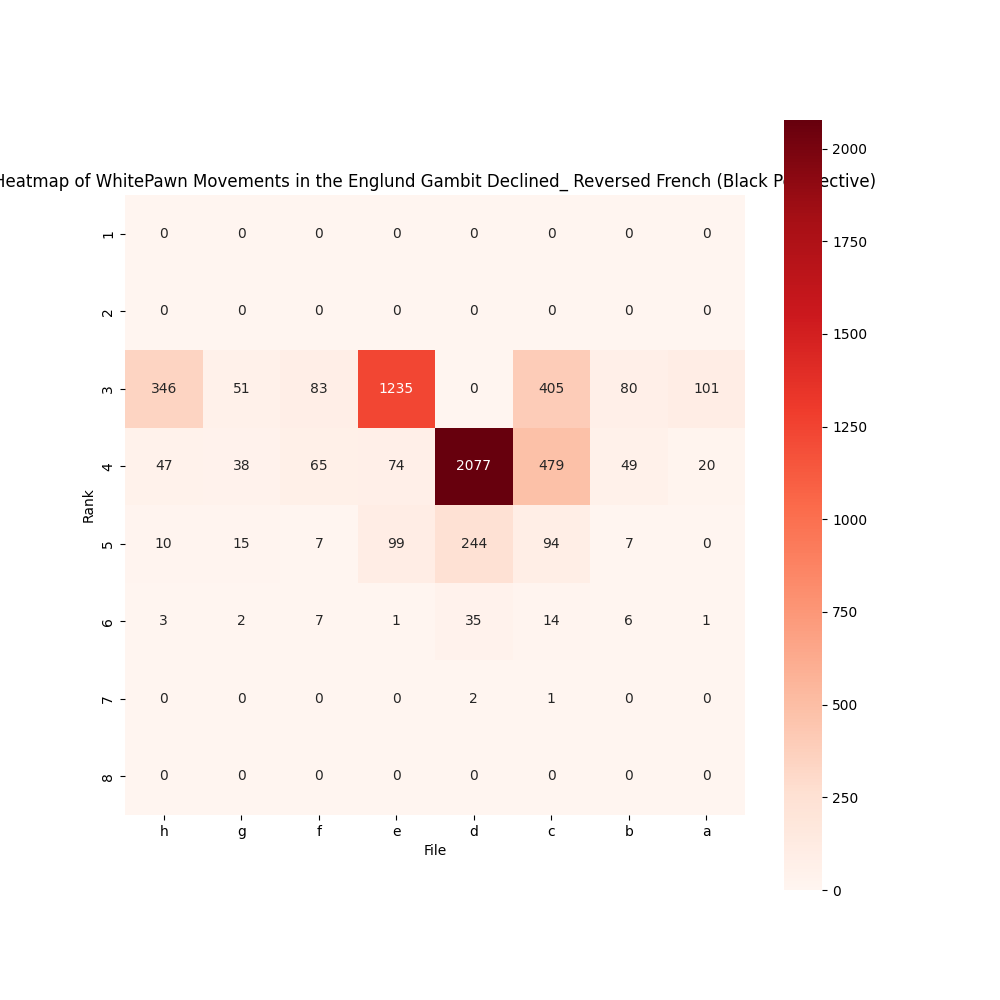 Heatmap of WhitePawn Movements in the Englund Gambit Declined_ Reversed French (Black Perspective)
1 0 0 0 0 0 0 0 0
2 0 0 0 0 0 0 0 0
3 346 51 83 1235 0 405 80 101
4 47 38 65 74 2077 479 49 20
Rank
5 10 15 7 99 244 94 7 0
6 3 2 7 1 35 14 6 1
7 0 0 0 0 2 1 0 0
8 0 0 0 0 0 0 0 0
h g f e d c b a
File
2000
1750
1500
1250
1000
750
500
250
0